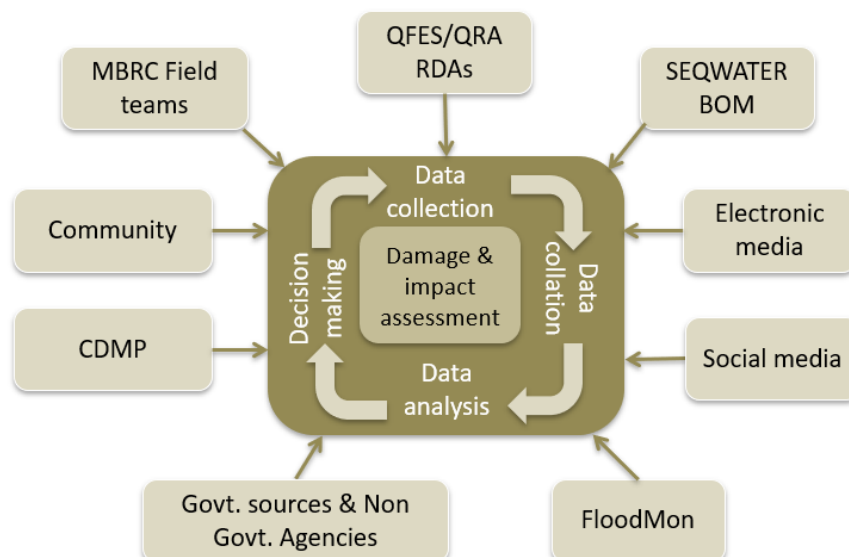 QFES/QRA
RDAs
MBRC Field
teams
SEQWATER
BOM
Data
collection
Community
Electronic
media
Decision
making
Damage &
impact
assessment
Data
collation
CDMP
Social media
Data
analysis
Govt. sources & Non
Govt. Agencies
FloodMon